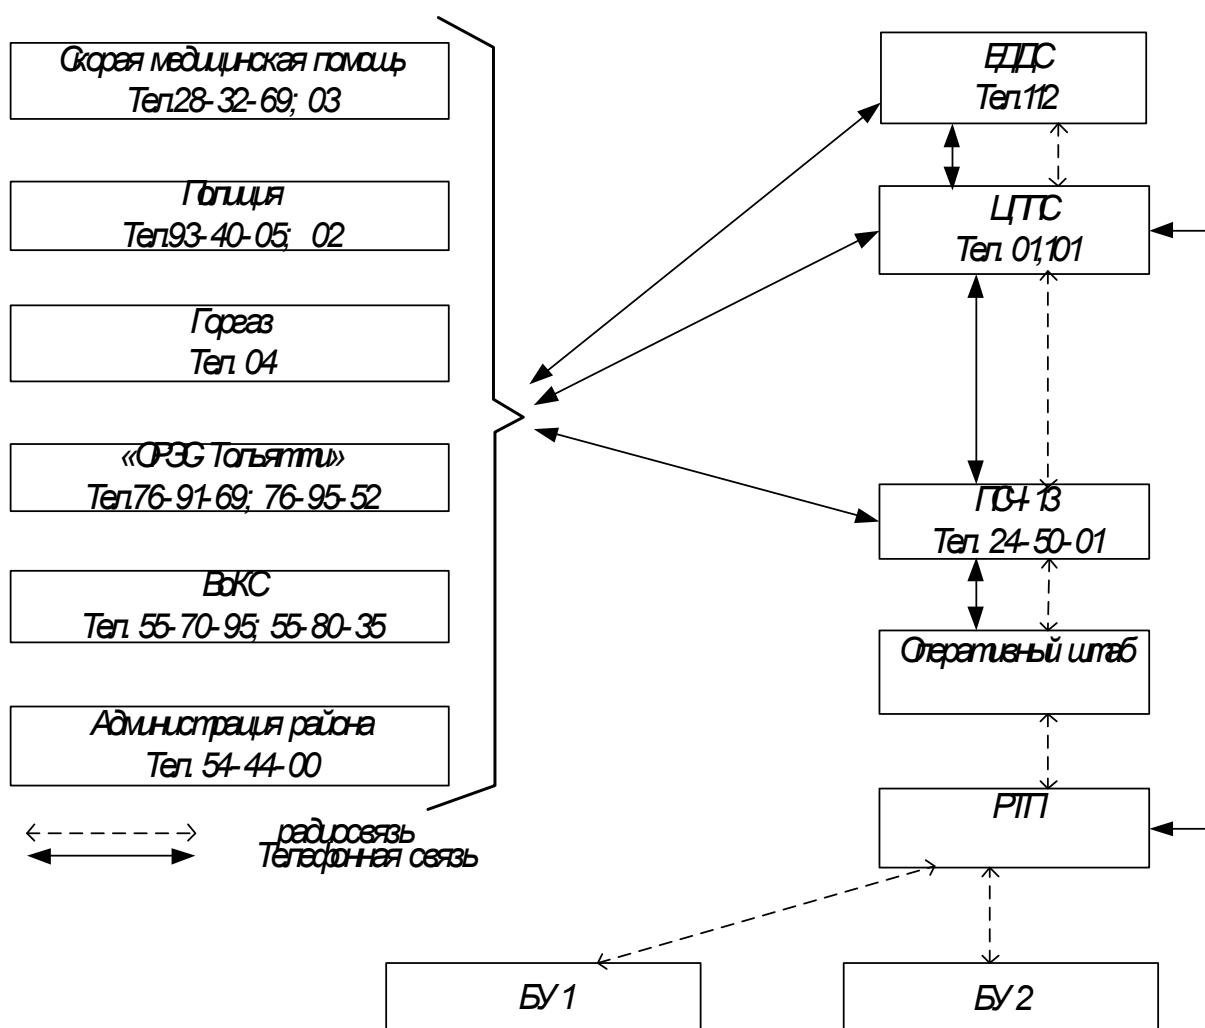 Скорая медицинская помощь
Тел.28-32-69; 03
Полиция
Тел.93-40-05; 02
Горгаз
Тел. 04
«ОРЭС Тольятти»
Тел.76-91-69; 76-95-52
ВоКС
Тел. 55-70-95; 55-80-35
Администрация района
Тел. 54-44-00
радиосвязь
Телефонная связь
ЕДДС
Тел.112
ЦППС
Тел. 01,101
ПСЧ-13
Тел. 24-50-01
Оперативный штаб
РТП
БУ 1
БУ 2